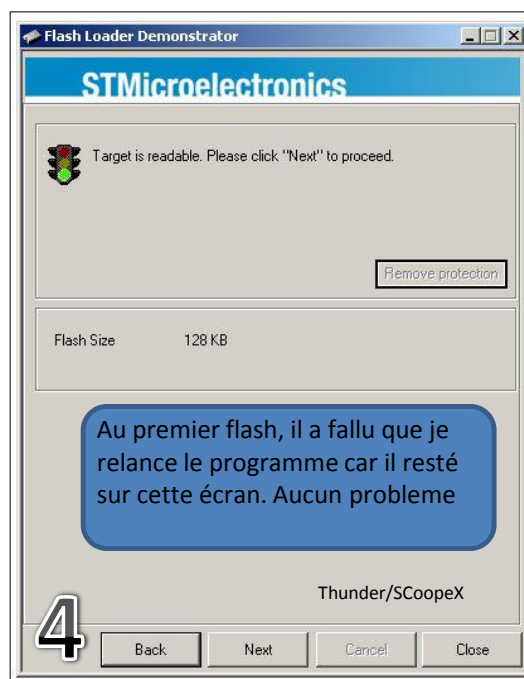 Flash Loader Demonstrator
STMicroelectronics
Target is readable. Please click "Next" to proceed.
Remove protection
Flash Size 128 KB
Au premier flash, il a fallu que je
relance le programme car il resté
sur cette écran. Aucun probleme
Thunder/SCoopeX
4
Back Next Cancel Close